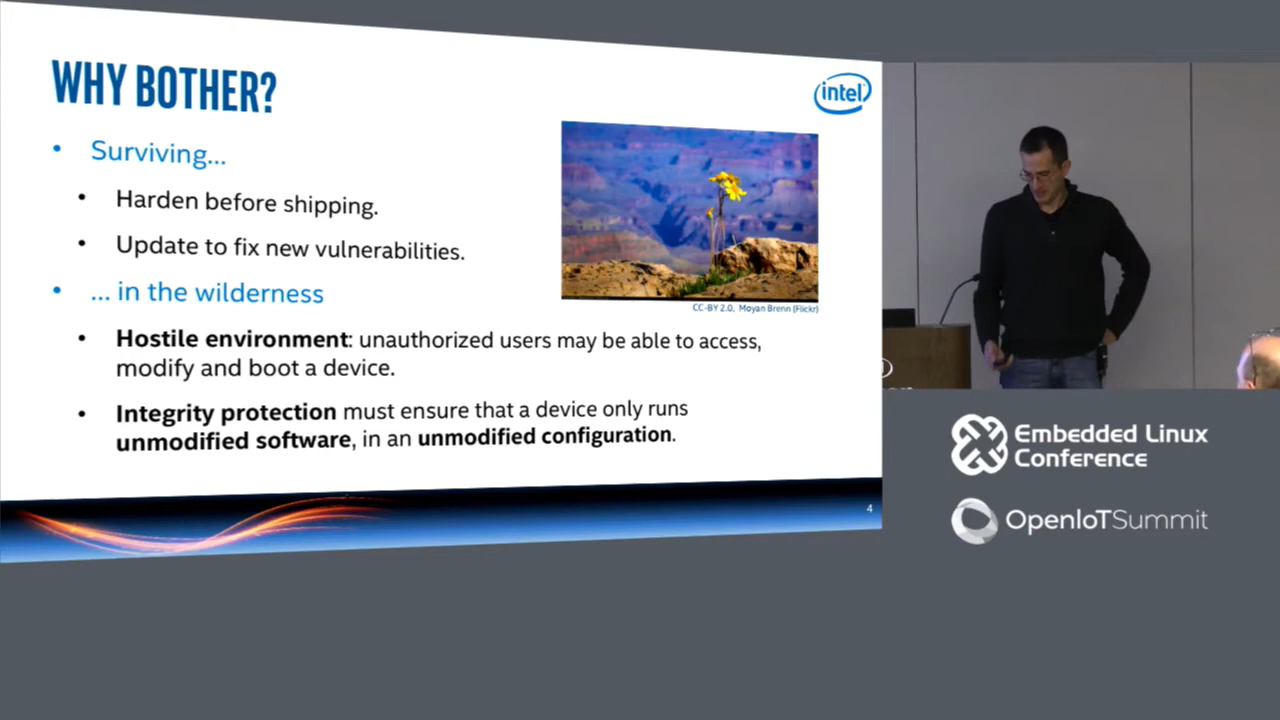 WHY BOTHER?
intel
• Surviving...
• Harden before shipping.
• Update to fix new vulnerabilities.
CC-BY 2.0, Moyan Brenn (Flickr)
• ... in the wilderness
• Hostile environment: unauthorized users may be able to access,
modify and boot a device.
• Integrity protection must ensure that a device only runs
unmodified software, in an unmodified configuration.
4
Embedded Linux
Conference
OpenIoTSummit